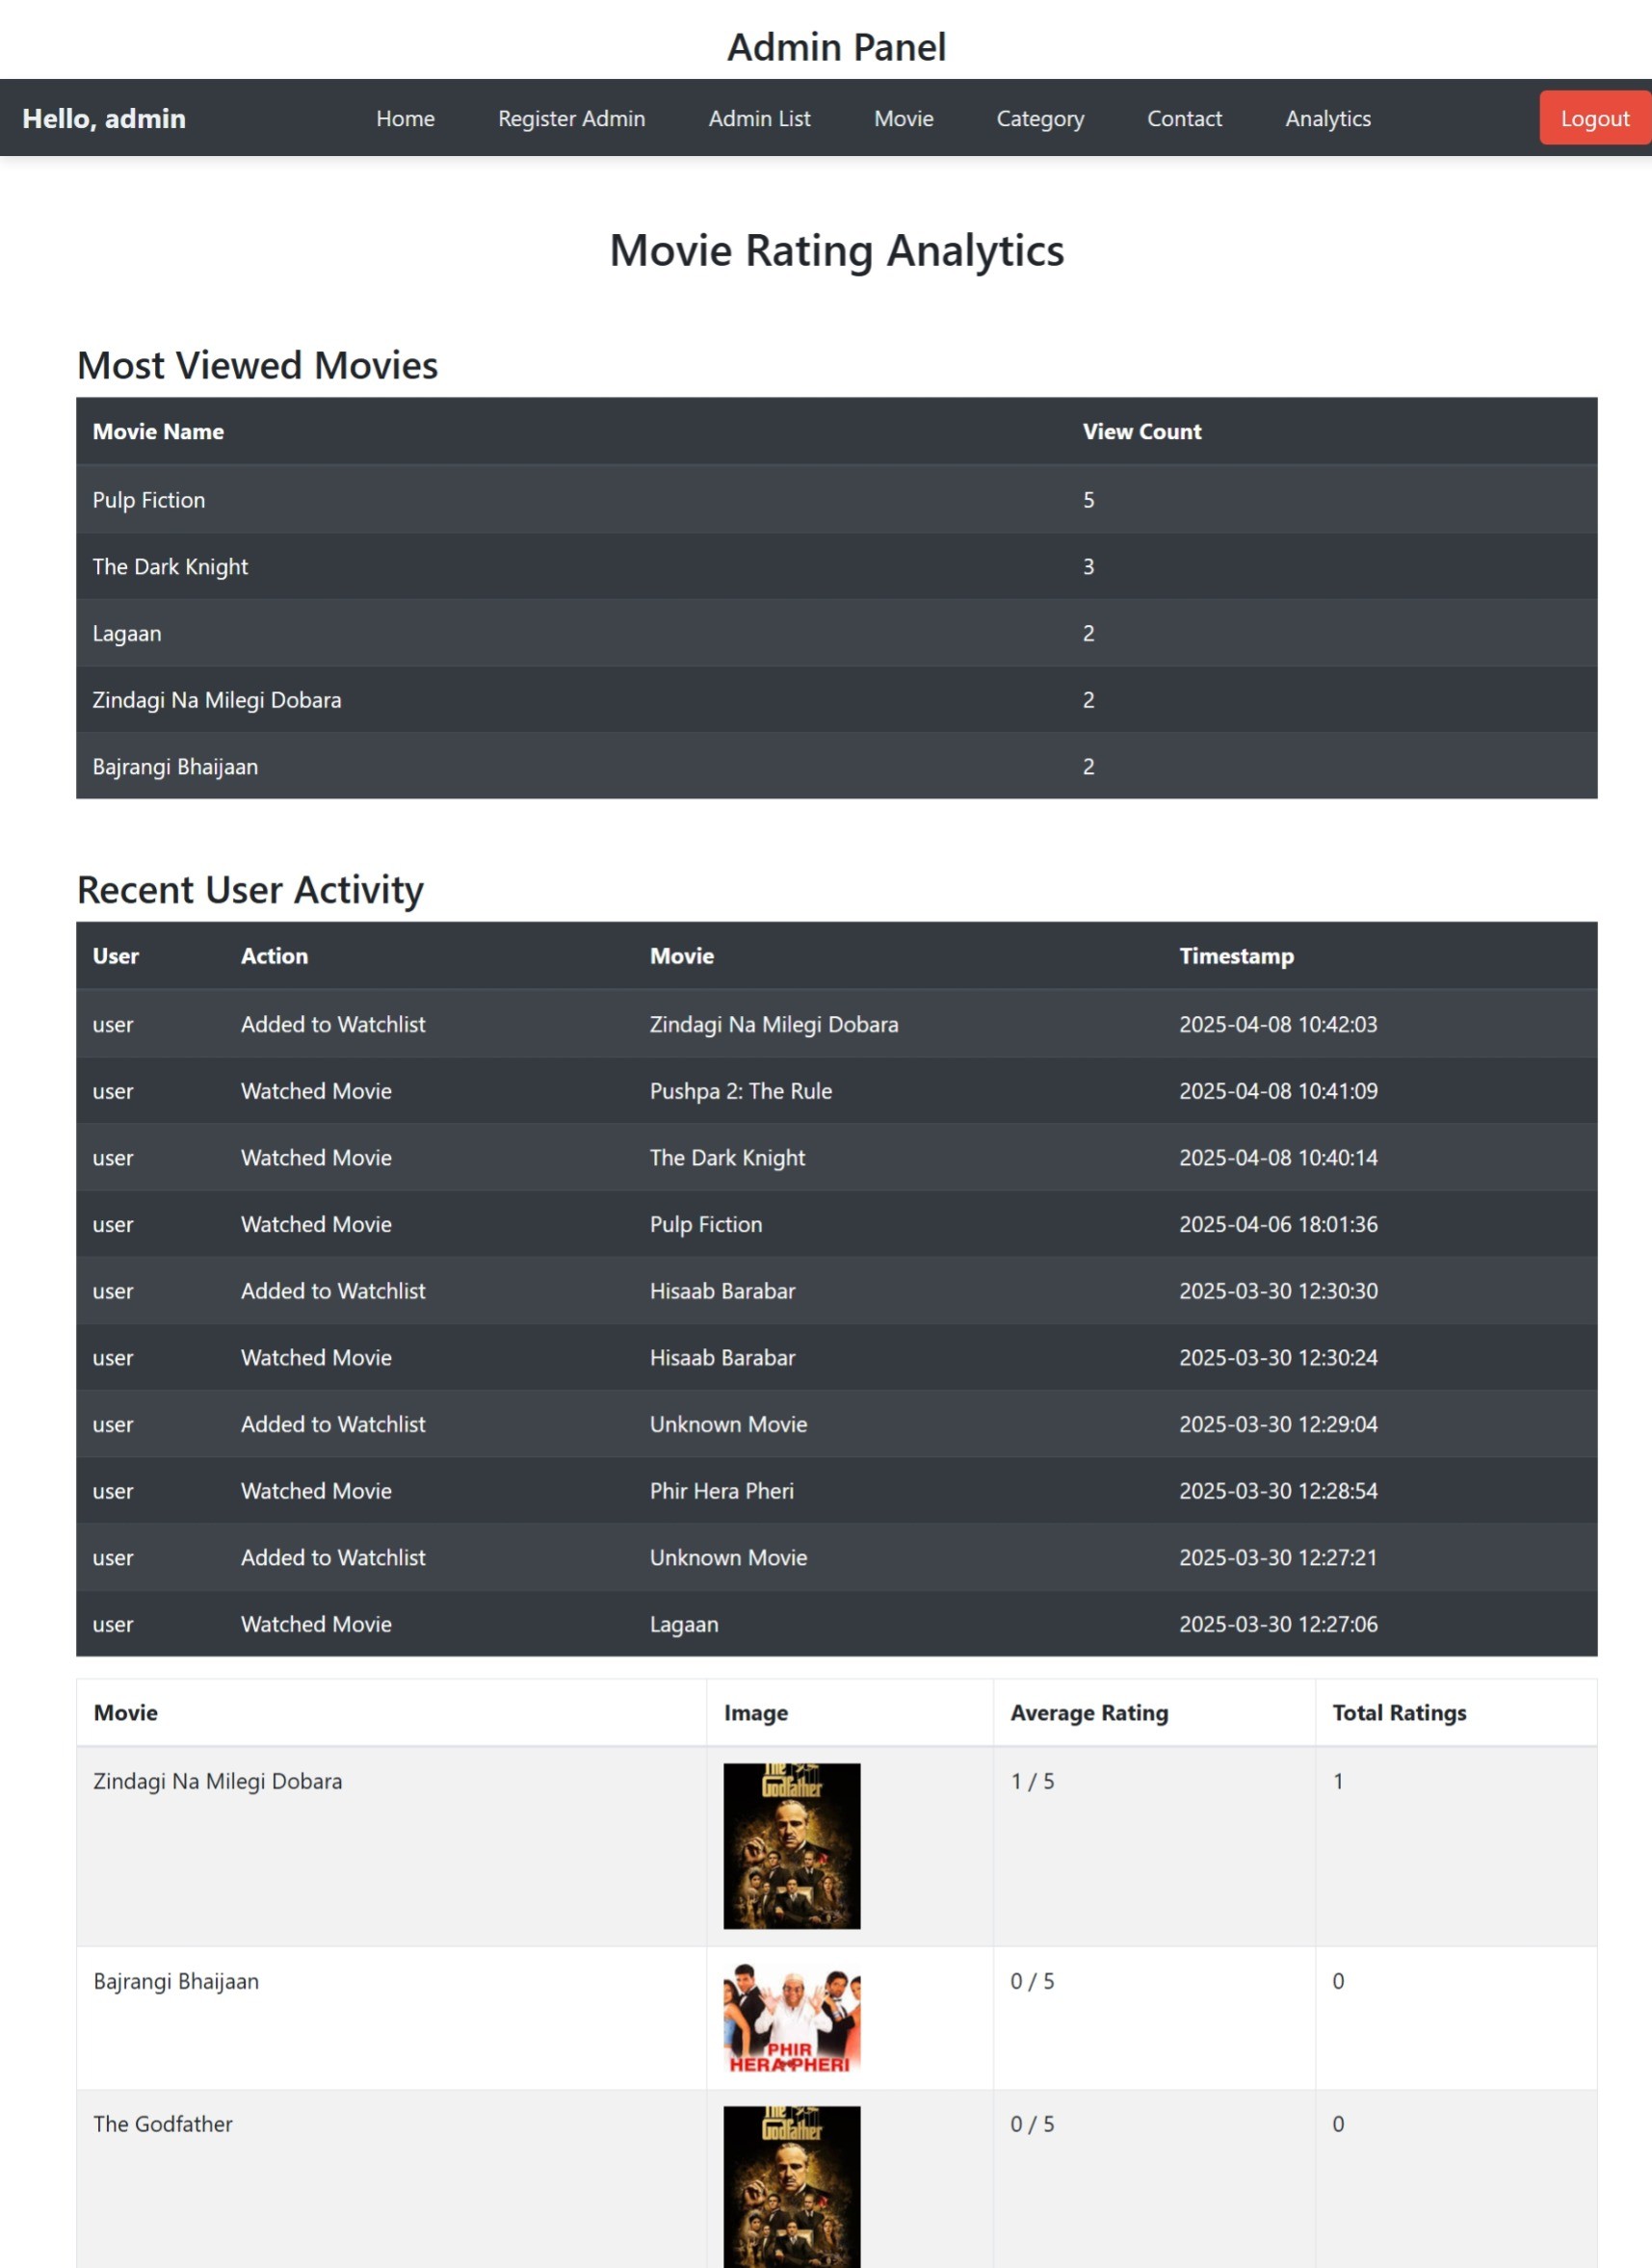 Admin Panel
Hello, admin Home Register Admin Admin List Movie Category Contact Analytics Logout
Movie Rating Analytics
Most Viewed Movies
Movie Name View Count
Pulp Fiction 5
The Dark Knight 3
Lagaan 2
Zindagi Na Milegi Dobara 2
Bajrangi Bhaijaan 2
Recent User Activity
User Action Movie Timestamp
user Added to Watchlist Zindagi Na Milegi Dobara 2025-04-08 10:42:03
user Watched Movie Pushpa 2: The Rule 2025-04-08 10:41:09
user Watched Movie The Dark Knight 2025-04-08 10:40:14
user Watched Movie Pulp Fiction 2025-04-06 18:01:36
user Added to Watchlist Hisaab Barabar 2025-03-30 12:30:30
user Watched Movie Hisaab Barabar 2025-03-30 12:30:24
user Added to Watchlist Unknown Movie 2025-03-30 12:29:04
user Watched Movie Phir Hera Pheri 2025-03-30 12:28:54
user Added to Watchlist Unknown Movie 2025-03-30 12:27:21
user Watched Movie Lagaan 2025-03-30 12:27:06
Movie Image Average Rating Total Ratings
Zindagi Na Milegi Dobara 1 / 5 1
The
Godfather
Bajrangi Bhaijaan 0 / 5 0
PHIR
HERA PHERI
The Godfather 0 / 5 0
The
Godfather